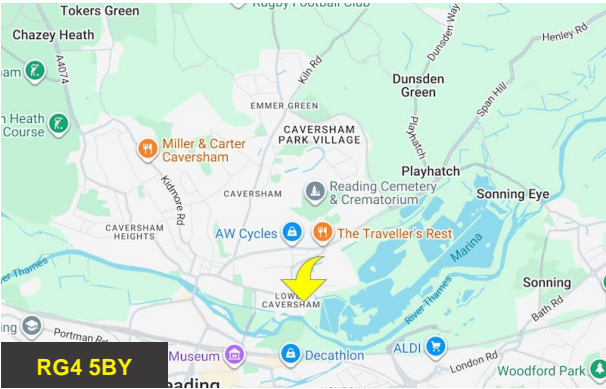 Rugby Football Club
Tokers Green
Chazey Heath
Henley Rd
Dunsden Way
A4074
Kiln Rd
Dunsden
Green
Span Hill
EMMER GREEN
n Heath
Course
CAVERSHAM
PARK VILLAGE
Playhatch
Miller & Carter
Caversham
Playhatch
Kidmore Rd
CAVERSHAM
Reading Cemetery
& Crematorium
Sonning Eye
CAVERSHAM
HEIGHTS
AW Cycles
The Traveller's Rest
Marina
er Thames
LOWER
CAVERSHAM
River Thames
Sonning
Bath Rd
ing
Portman Rd
Museum
Decathlon
ALDI
London Rd
Woodford Park
RG4 5BY
eading